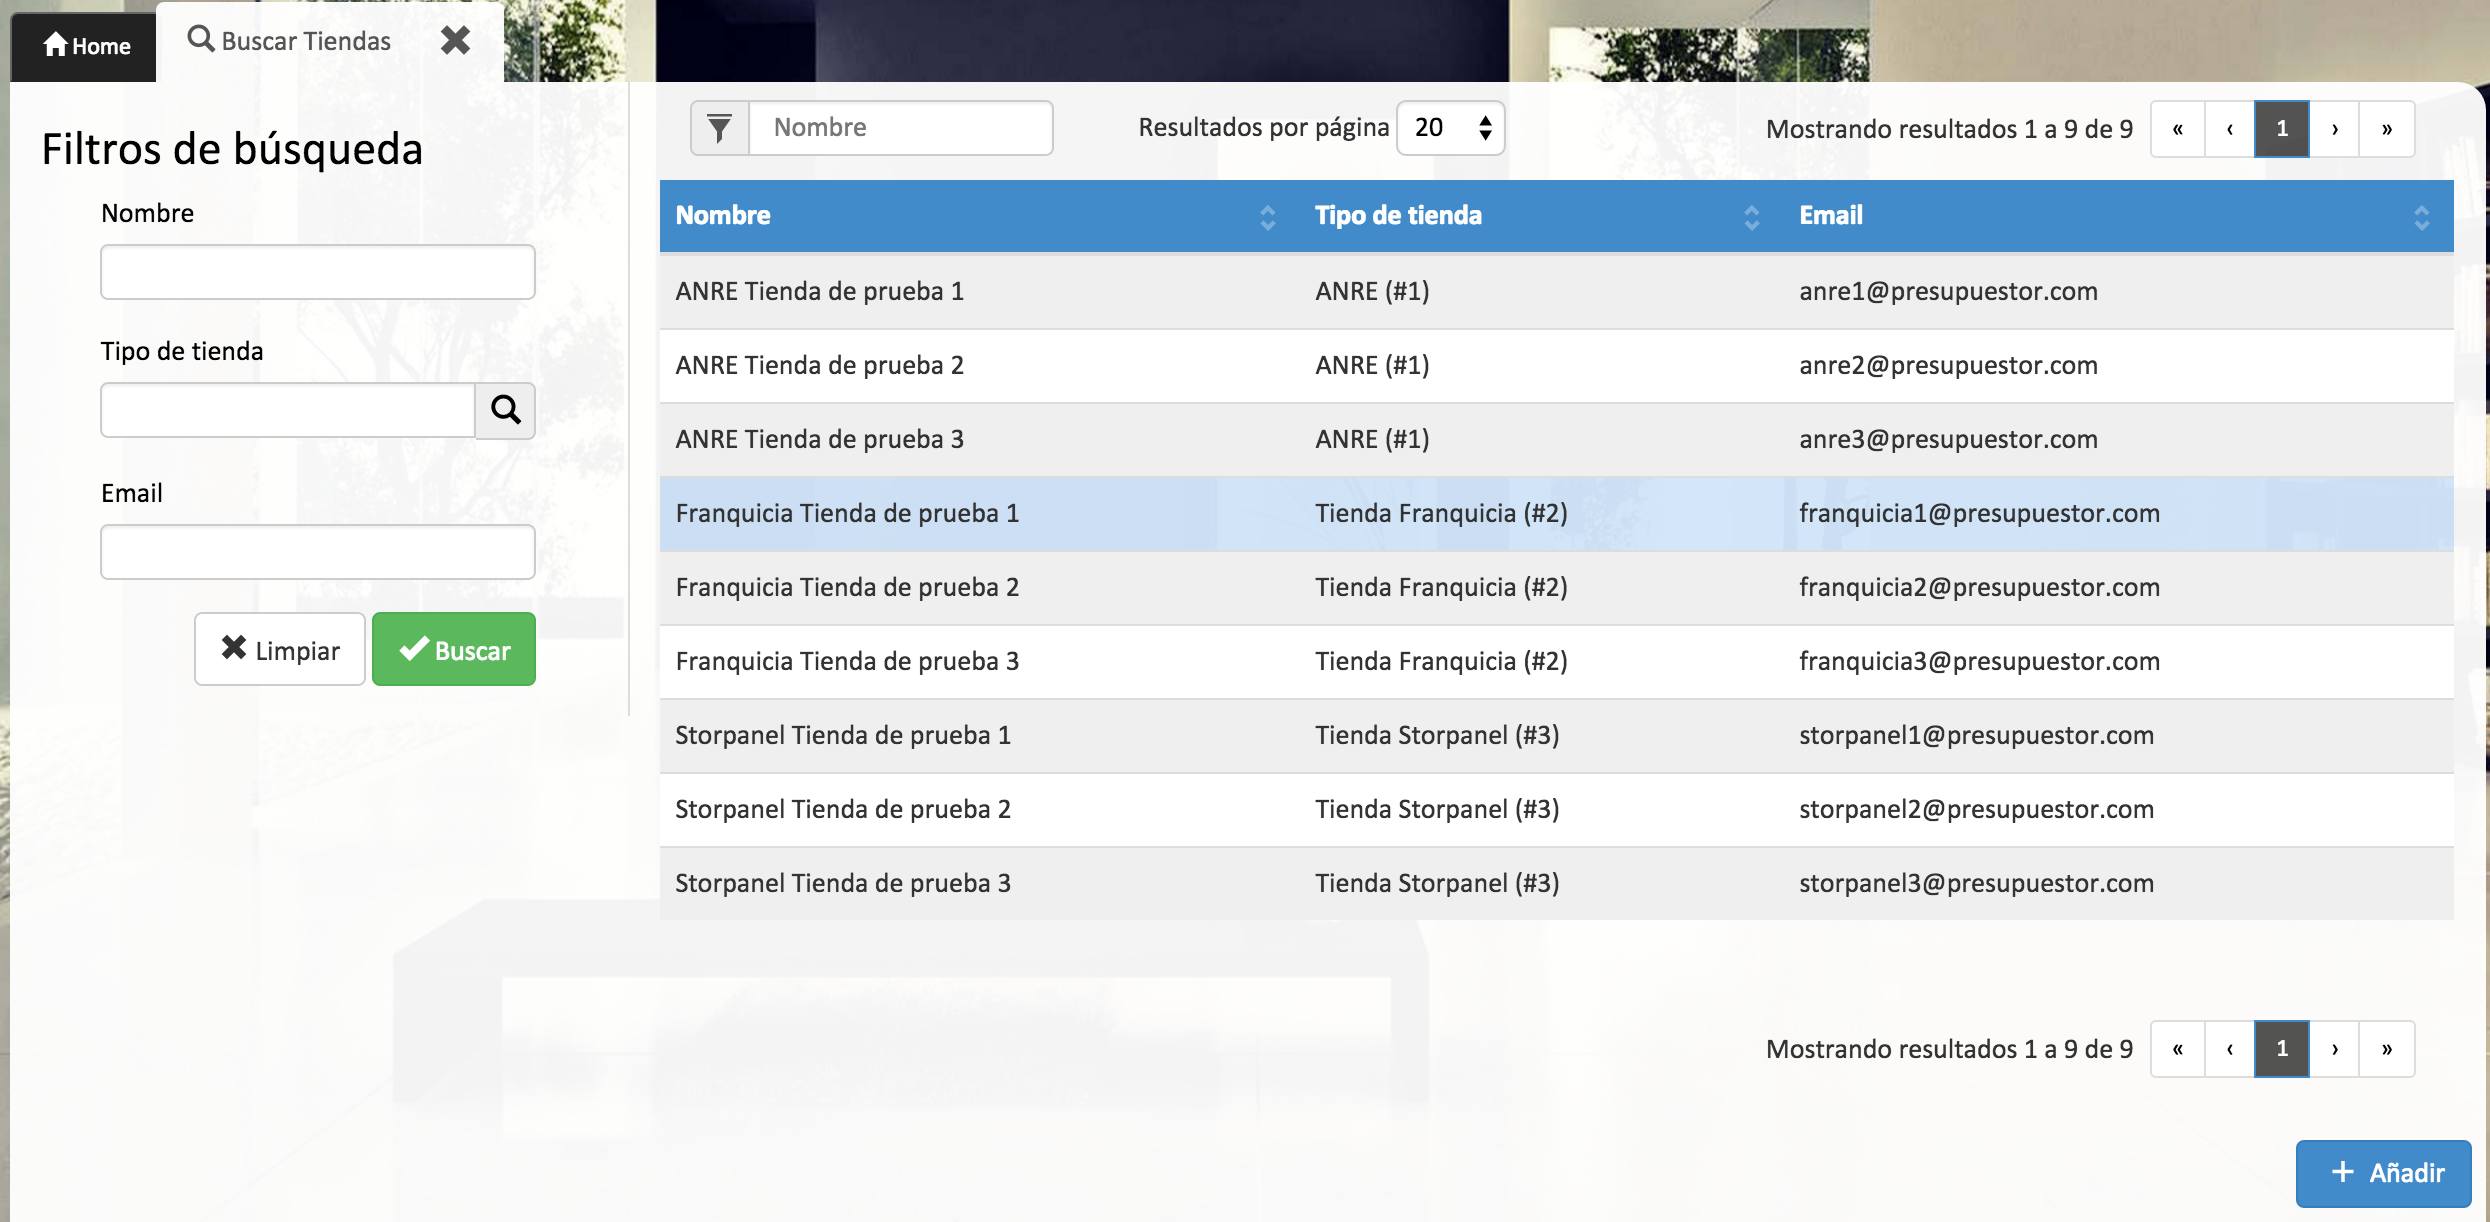 Home
Buscar Tiendas
Filtros de búsqueda
Nombre
Tipo de tienda
Email
Limpiar
Buscar
Nombre
Resultados por página 20
Mostrando resultados 1 a 9 de 9 « ‹ 1 › »
Nombre Tipo de tienda Email
ANRE Tienda de prueba 1 ANRE (#1) anre1@presupuestor.com
ANRE Tienda de prueba 2 ANRE (#1) anre2@presupuestor.com
ANRE Tienda de prueba 3 ANRE (#1) anre3@presupuestor.com
Franquicia Tienda de prueba 1 Tienda Franquicia (#2) franquicia1@presupuestor.com
Franquicia Tienda de prueba 2 Tienda Franquicia (#2) franquicia2@presupuestor.com
Franquicia Tienda de prueba 3 Tienda Franquicia (#2) franquicia3@presupuestor.com
Storpanel Tienda de prueba 1 Tienda Storpanel (#3) storpanel1@presupuestor.com
Storpanel Tienda de prueba 2 Tienda Storpanel (#3) storpanel2@presupuestor.com
Storpanel Tienda de prueba 3 Tienda Storpanel (#3) storpanel3@presupuestor.com
Mostrando resultados 1 a 9 de 9 « ‹ 1 › »
+ Añadir